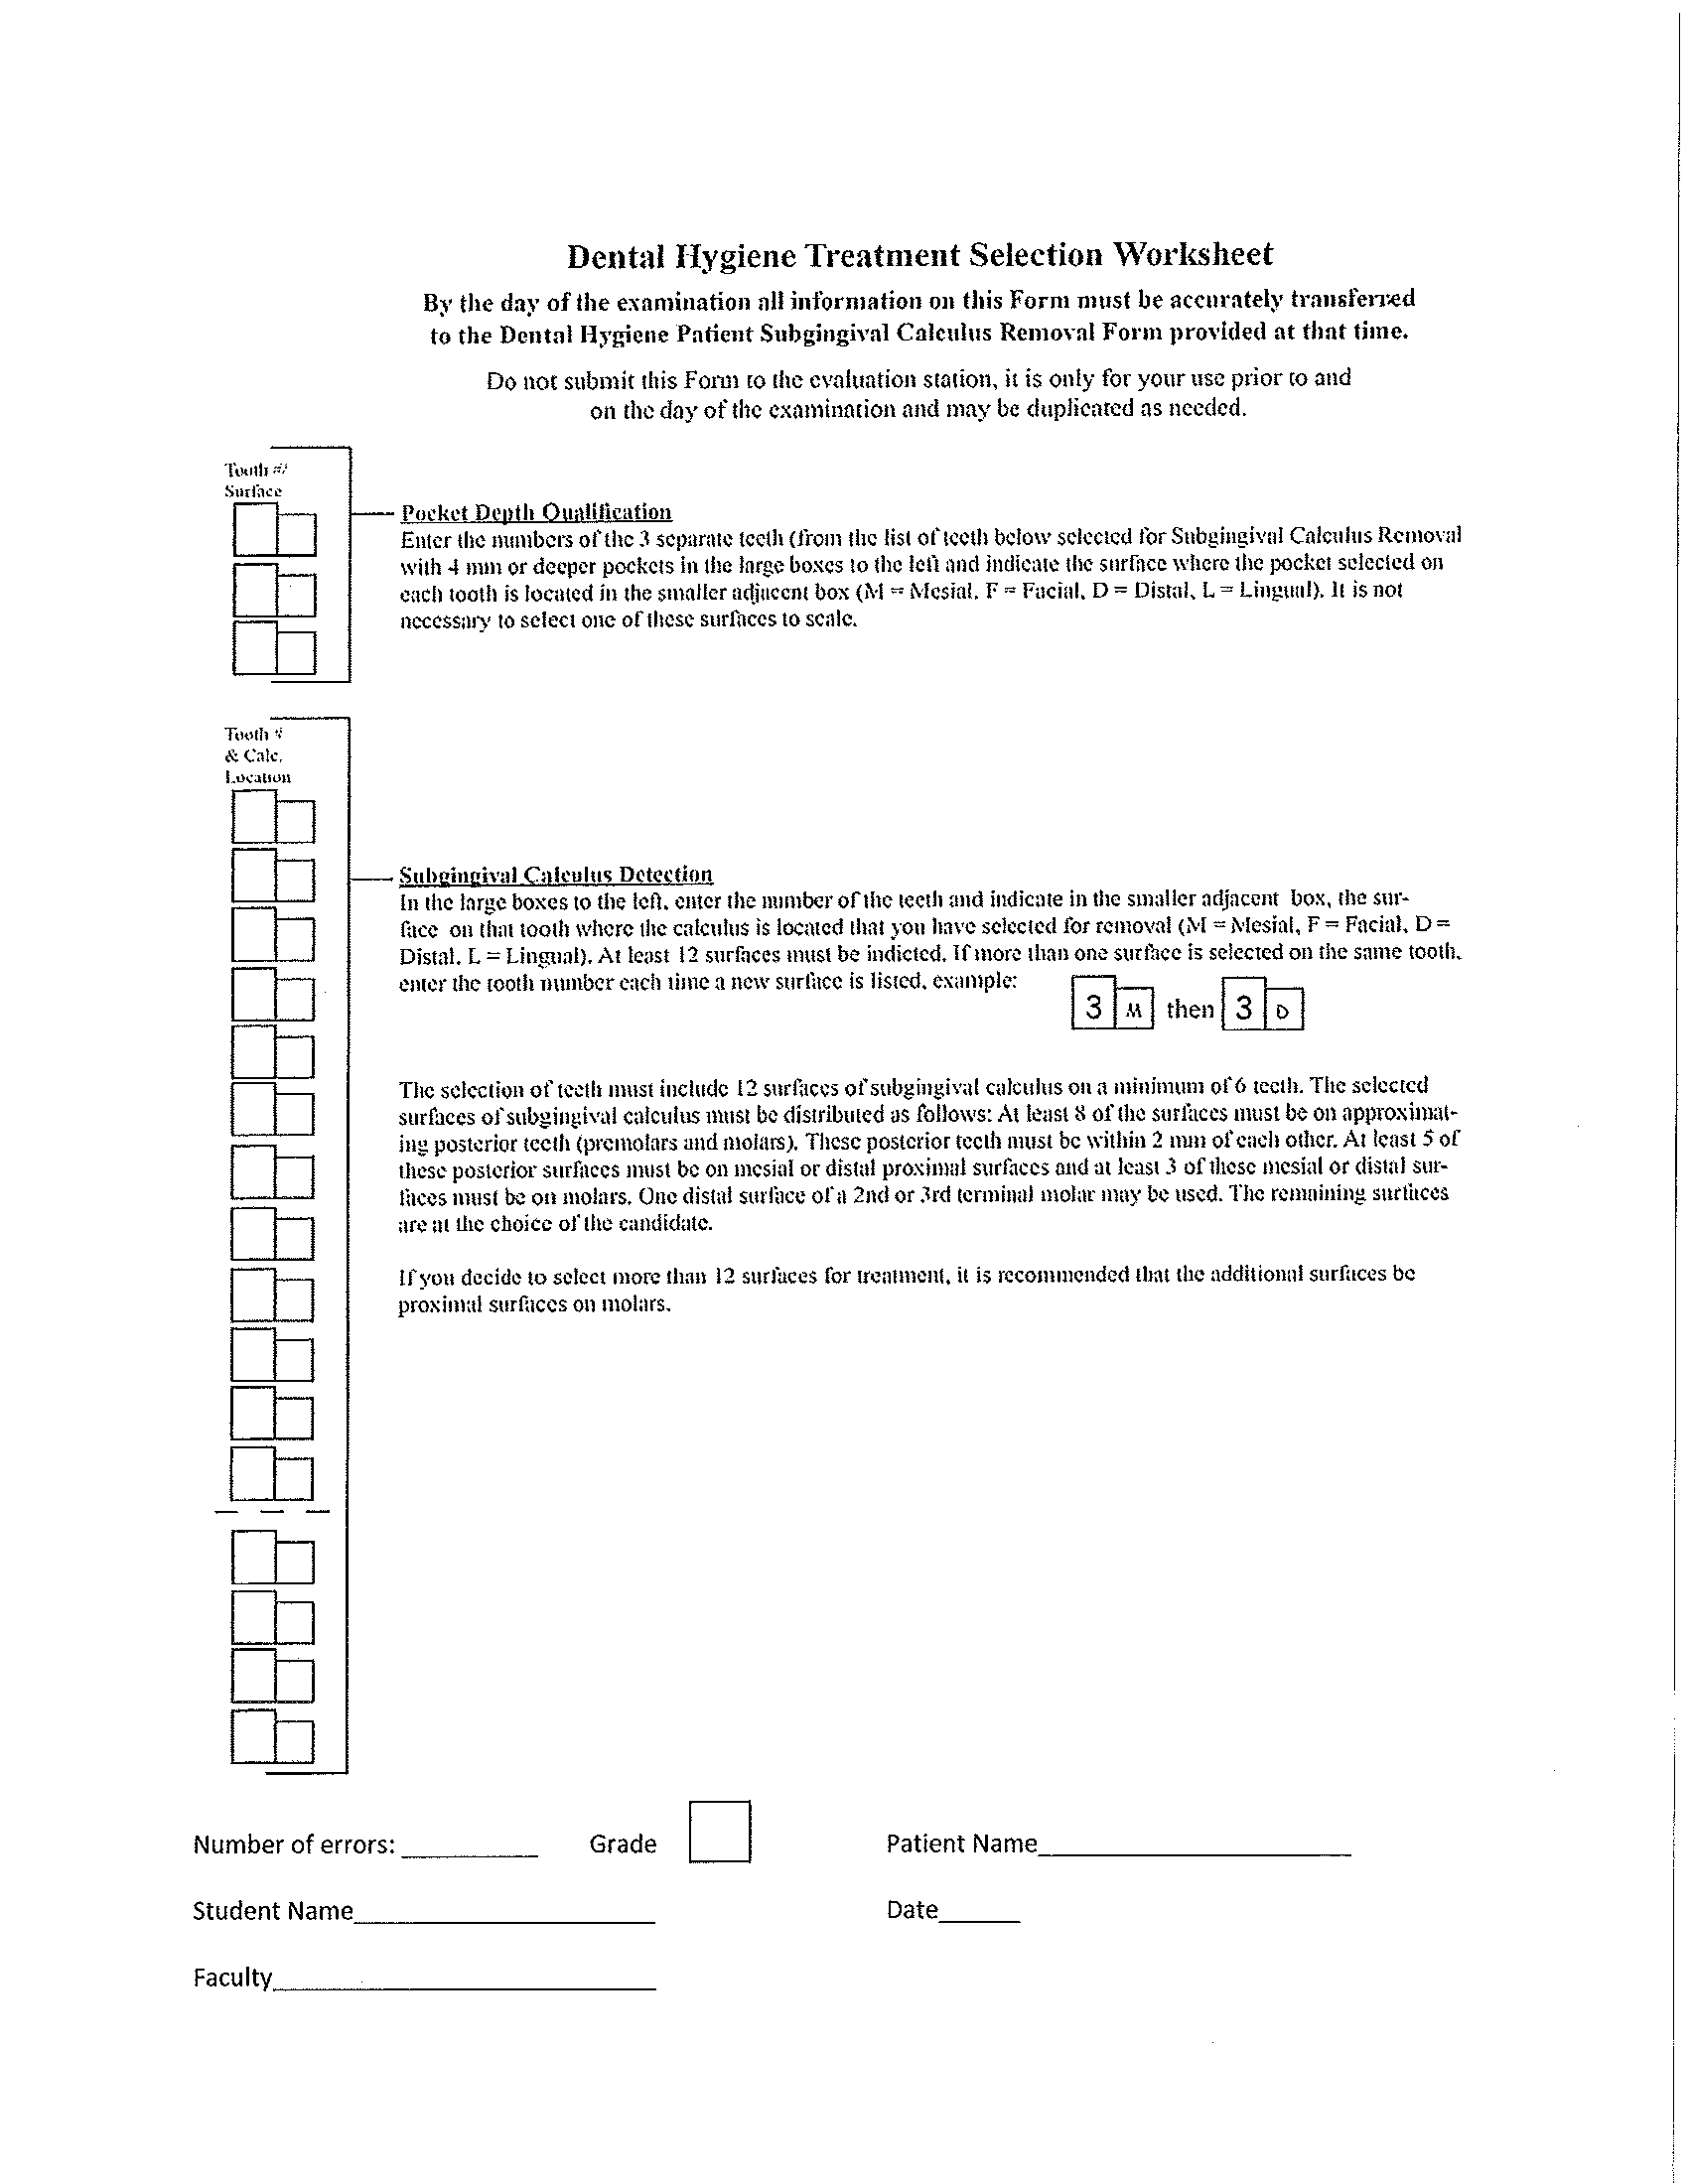 Dental Hygiene Treatment Selection Worksheet
By the day of the examination all information on this Form must be accurately transferred
to the Dental Hygiene Patient Subgingival Calculus Removal Form provided at that time.
Do not submit this Form to the evaluation station, it is only for your use prior to and
on the day of the examination and may be duplicated as needed.
Tooth #/
Surface
Pocket Depth Qualification
Enter the numbers of the 3 separate teeth (from the list of teeth below selected for Subgingival Calculus Removal
with 4 mm or deeper pockets in the large boxes to the left and indicate the surface where the pocket selected on
each tooth is located in the smaller adjacent box (M = Mesial, F = Facial, D = Distal, L = Lingual). It is not
necessary to select one of these surfaces to scale.
Tooth #
& Calc.
Location
Subgingival Calculus Detection
In the large boxes to the left, enter the number of the teeth and indicate in the smaller adjacent box, the sur-
face on that tooth where the calculus is located that you have selected for removal (M = Mesial, F = Facial, D =
Distal, L = Lingual). At least 12 surfaces must be indicted. If more than one surface is selected on the same tooth,
enter the tooth number each time a new surface is listed, example:
3 M then 3 D
The selection of teeth must include 12 surfaces of subgingival calculus on a minimum of 6 teeth. The selected
surfaces of subgingival calculus must be distributed as follows: At least 8 of the surfaces must be on approximat-
ing posterior teeth (premolars and molars). These posterior teeth must be within 2 mm of each other. At least 5 of
these posterior surfaces must be on mesial or distal proximal surfaces and at least 3 of these mesial or distal sur-
faces must be on molars. One distal surface of a 2nd or 3rd terminal molar may be used. The remaining surfaces
are at the choice of the candidate.
If you decide to select more than 12 surfaces for treatment, it is recommended that the additional surfaces be
proximal surfaces on molars.
Number of errors: __________ Grade
Patient Name______________________
Student Name______________________
Date______
Faculty____________________________